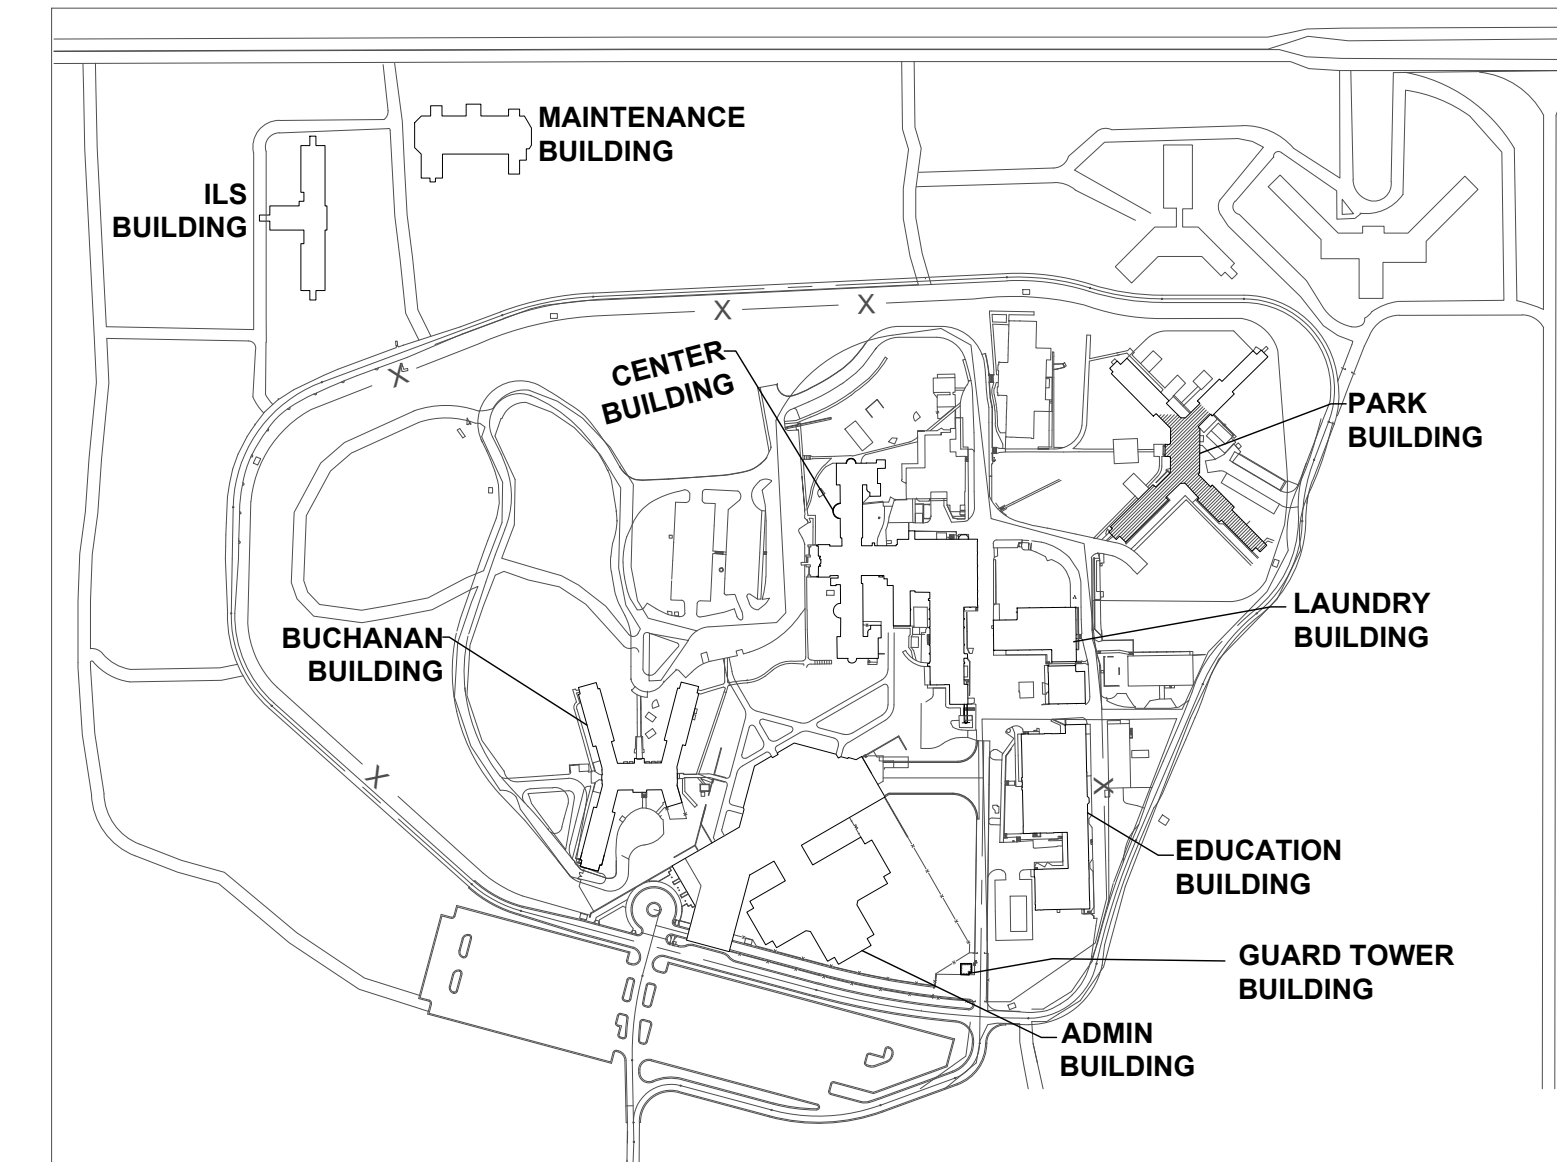 MAINTENANCE
BUILDING
ILS
BUILDING
CENTER
BUILDING
PARK
BUILDING
LAUNDRY
BUILDING
BUCHANAN
BUILDING
EDUCATION
BUILDING
GUARD TOWER
BUILDING
ADMIN
BUILDING